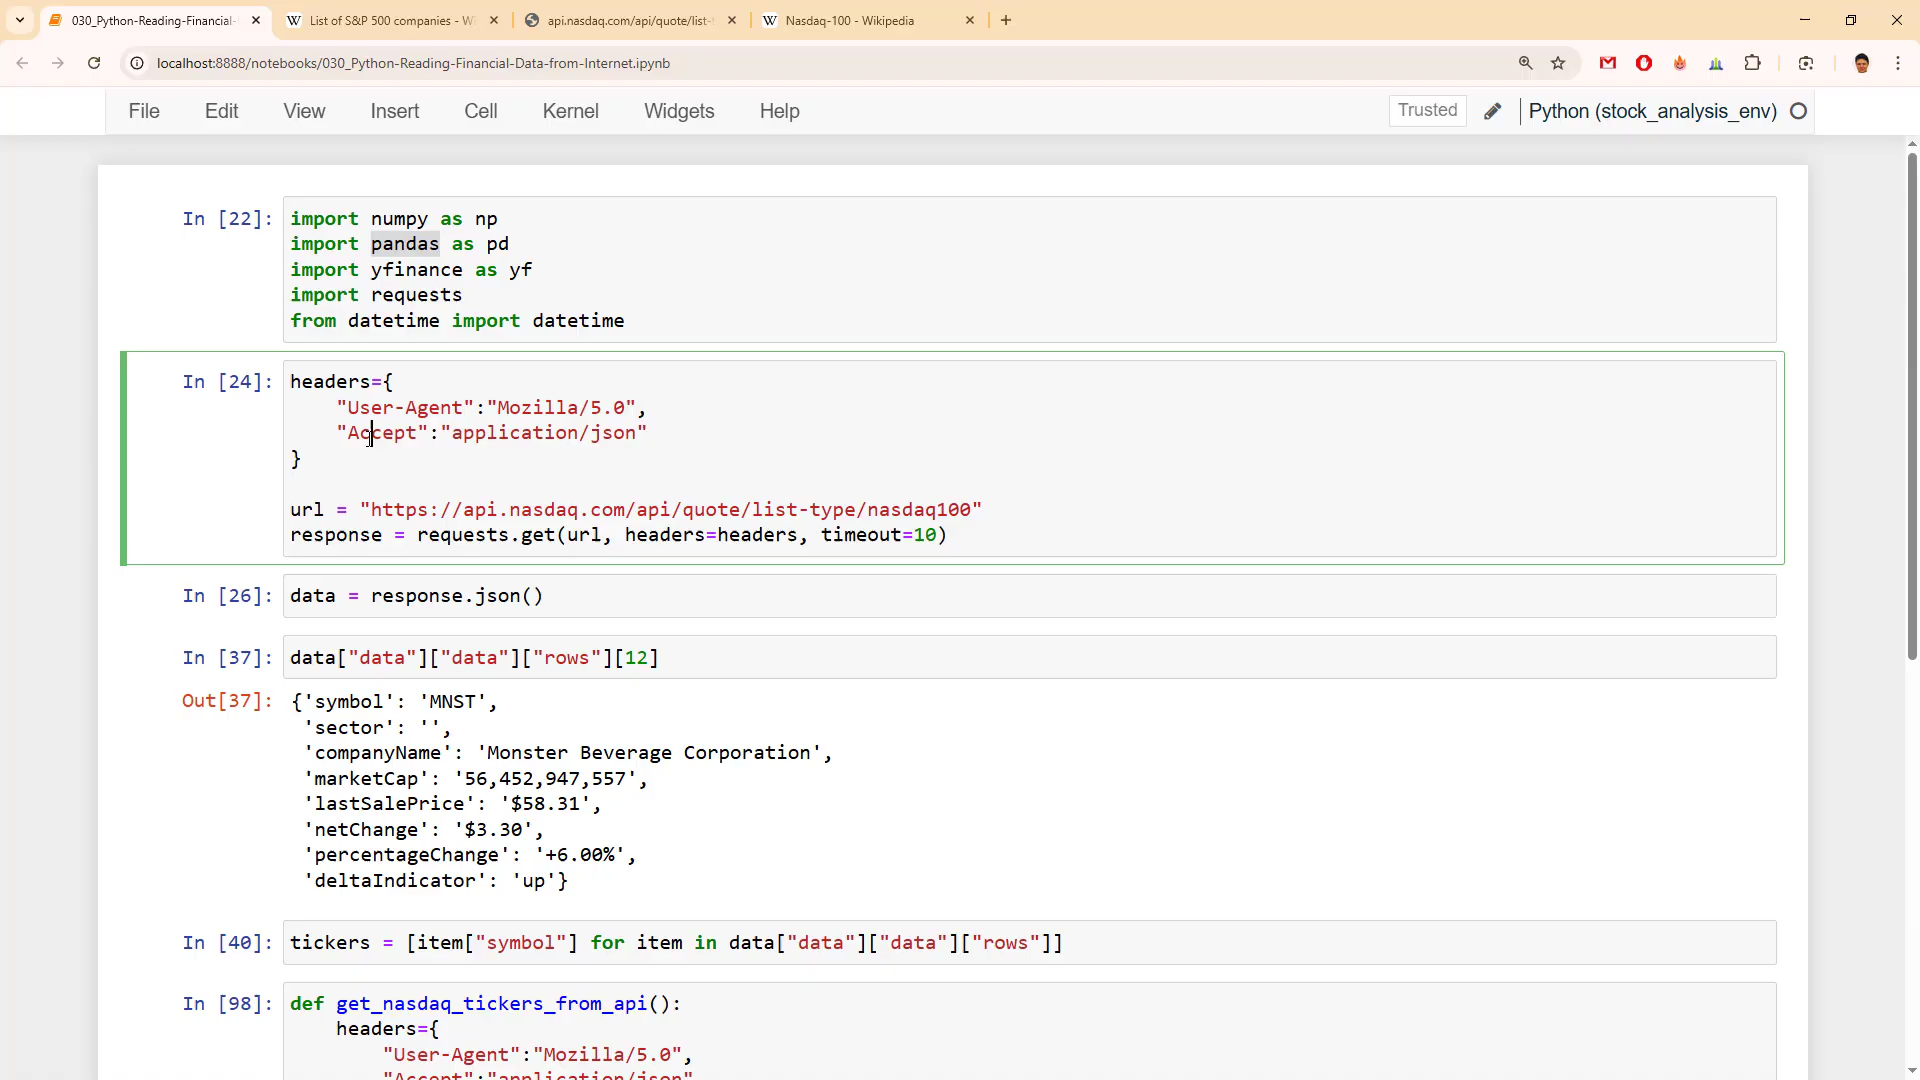 030_Python-Reading-Financial-
List of S&P 500 companies - Wi
api.nasdaq.com/api/quote/list-t
Nasdaq-100 - Wikipedia
localhost:8888/notebooks/030_Python-Reading-Financial-Data-from-Internet.ipynb
File Edit View Insert Cell Kernel Widgets Help
Trusted
Python (stock_analysis_env)
In [22]:
import numpy as np
import pandas as pd
import yfinance as yf
import requests
from datetime import datetime
In [24]:
headers={
"User-Agent":"Mozilla/5.0",
"Accept":"application/json"
}
url = "https://api.nasdaq.com/api/quote/list-type/nasdaq100"
response = requests.get(url, headers=headers, timeout=10)
In [26]:
data = response.json()
In [37]:
data["data"]["data"]["rows"][12]
Out[37]:
{'symbol': 'MNST',
'sector': '',
'companyName': 'Monster Beverage Corporation',
'marketCap': '56,452,947,557',
'lastSalePrice': '$58.31',
'netChange': '$3.30',
'percentageChange': '+6.00%',
'deltaIndicator': 'up'}
In [40]:
tickers = [item["symbol"] for item in data["data"]["data"]["rows"]]
In [98]:
def get_nasdaq_tickers_from_api():
headers={
"User-Agent":"Mozilla/5.0",
"Accept":"application/json"